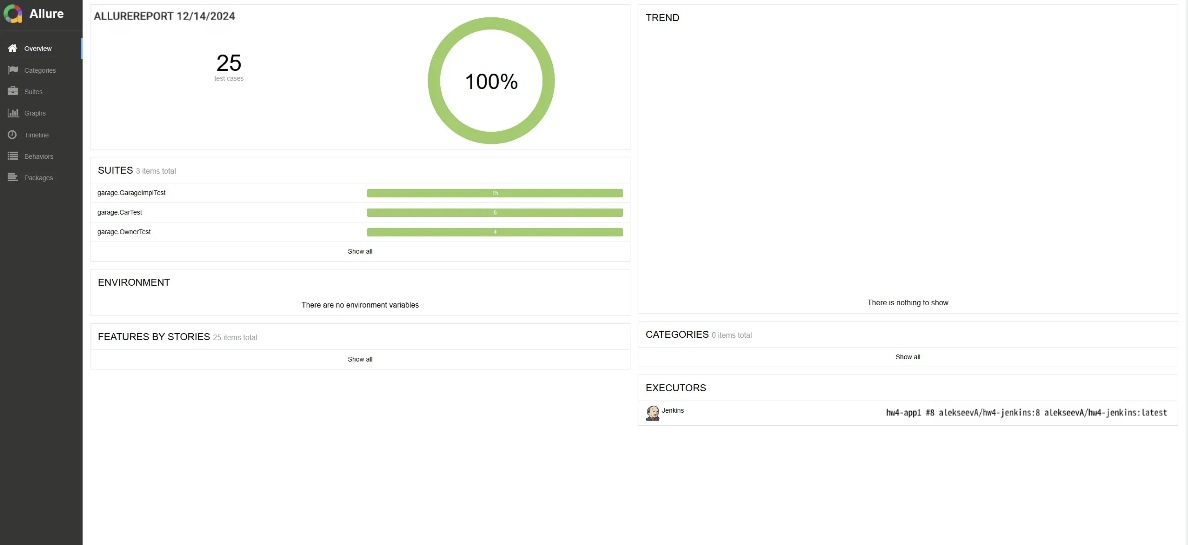 Allure
Overview
Categories
Suites
Graphs
Timeline
Behaviors
Packages
ALLUREREPORT 12/14/2024
25
test cases
100%
SUITES 3 items total
garage.GarageImplTest
garage.CarTest
garage.OwnerTest
4
Show all
ENVIRONMENT
There are no environment variables
FEATURES BY STORIES 25 items total
Show all
TREND
There is nothing to show
CATEGORIES 0 items total
Show all
EXECUTORS
Jenkins
hw4-app1 #8 alekseevA/hw4-jenkins:8 alekseevA/hw4-jenkins:latest